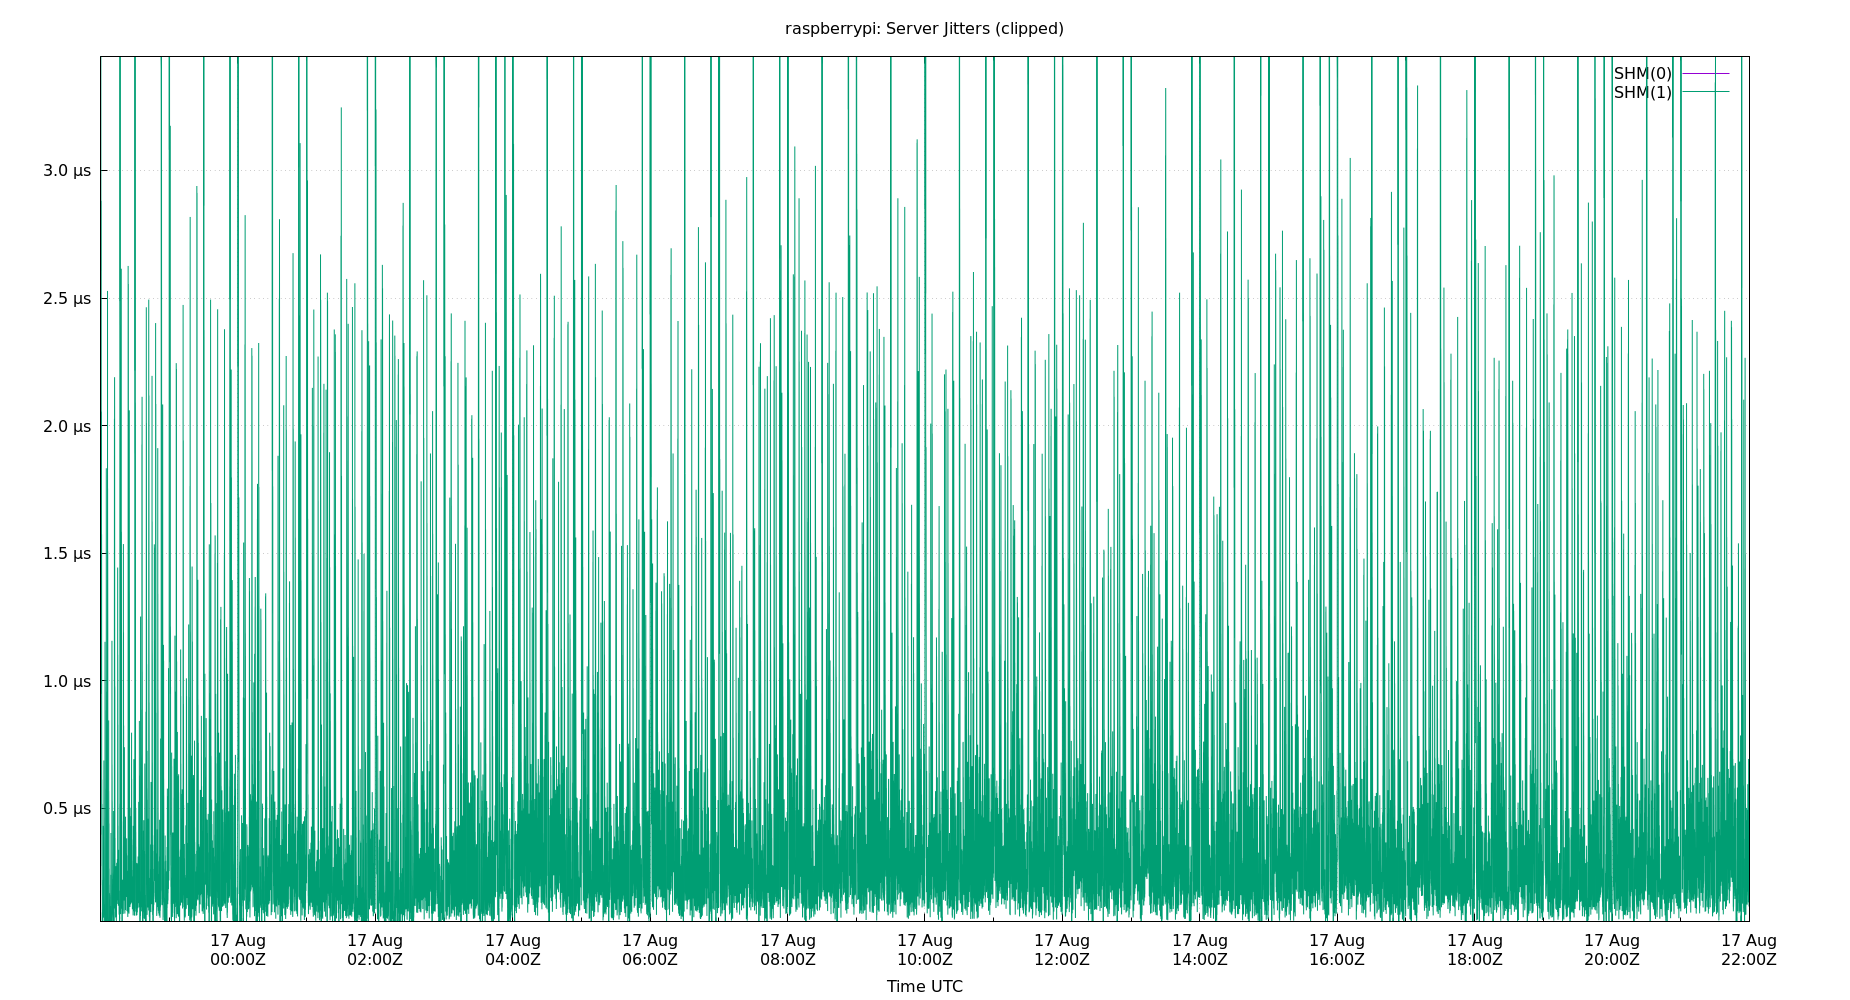 raspberrypi: Server Jitters (clipped)
SHM(0)
SHM(1)
3.0 µs
2.5 µs
2.0 µs
1.5 µs
1.0 µs
0.5 µs
17 Aug 17 Aug 17 Aug 17 Aug 17 Aug 17 Aug 17 Aug 17 Aug 17 Aug 17 Aug 17 Aug 17 Aug
00:00Z 02:00Z 04:00Z 06:00Z 08:00Z 10:00Z 12:00Z 14:00Z 16:00Z 18:00Z 20:00Z 22:00Z
Time UTC